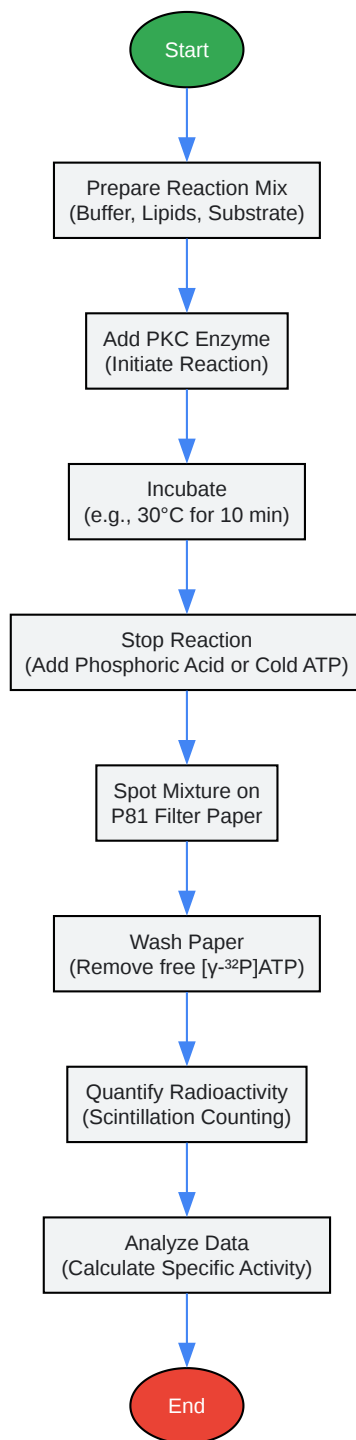 Start
Prepare Reaction Mix
(Buffer, Lipids, Substrate)
Add PKC Enzyme
(Initiate Reaction)
Incubate
(e.g., 30°C for 10 min)
Stop Reaction
(Add Phosphoric Acid or Cold ATP)
Spot Mixture on
P81 Filter Paper
Wash Paper
(Remove free [γ-³²P]ATP)
Quantify Radioactivity
(Scintillation Counting)
Analyze Data
(Calculate Specific Activity)
End